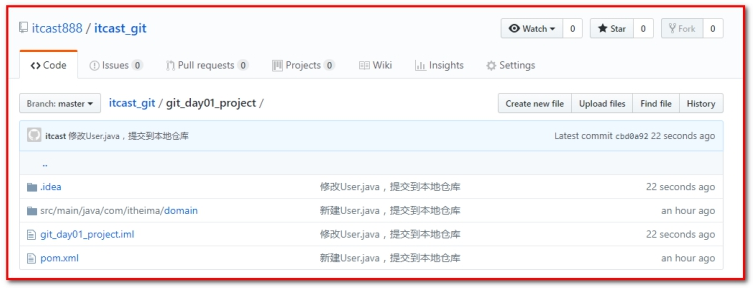 itcast888 / itcast_git
Watch 0 Star 0 Fork 0
Code Issues 0 Pull requests 0 Projects 0 Wiki Insights Settings
Branch: master itcast_git / git_day01_project / Create new file Upload files Find file History
itcast 修改User.java，提交到本地仓库 Latest commit cbd0a92 22 seconds ago
..
.idea 修改User.java，提交到本地仓库 22 seconds ago
src/main/java/com/itheima/domain 新建User.java，提交到本地仓库 an hour ago
git_day01_project.iml 修改User.java，提交到本地仓库 22 seconds ago
pom.xml 新建User.java，提交到本地仓库 an hour ago